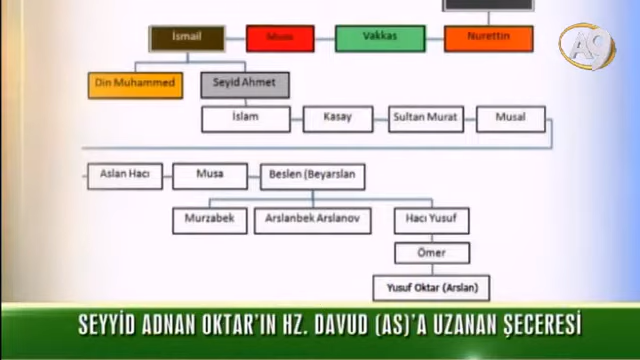 A9
İsmail
Musa
Vakkas
Nurettin
Din Muhammed
Seyid Ahmet
İslam
Kasay
Sultan Murat
Musal
Aslan Hacı
Musa
Beslen (Beyarslan
Murzabek
Arslanbek Arslanov
Hacı Yusuf
Ömer
Yusuf Oktar (Arslan)
SEYYİD ADNAN OKTAR'IN HZ. DAVUD (AS)'A UZANAN ŞECERESİ